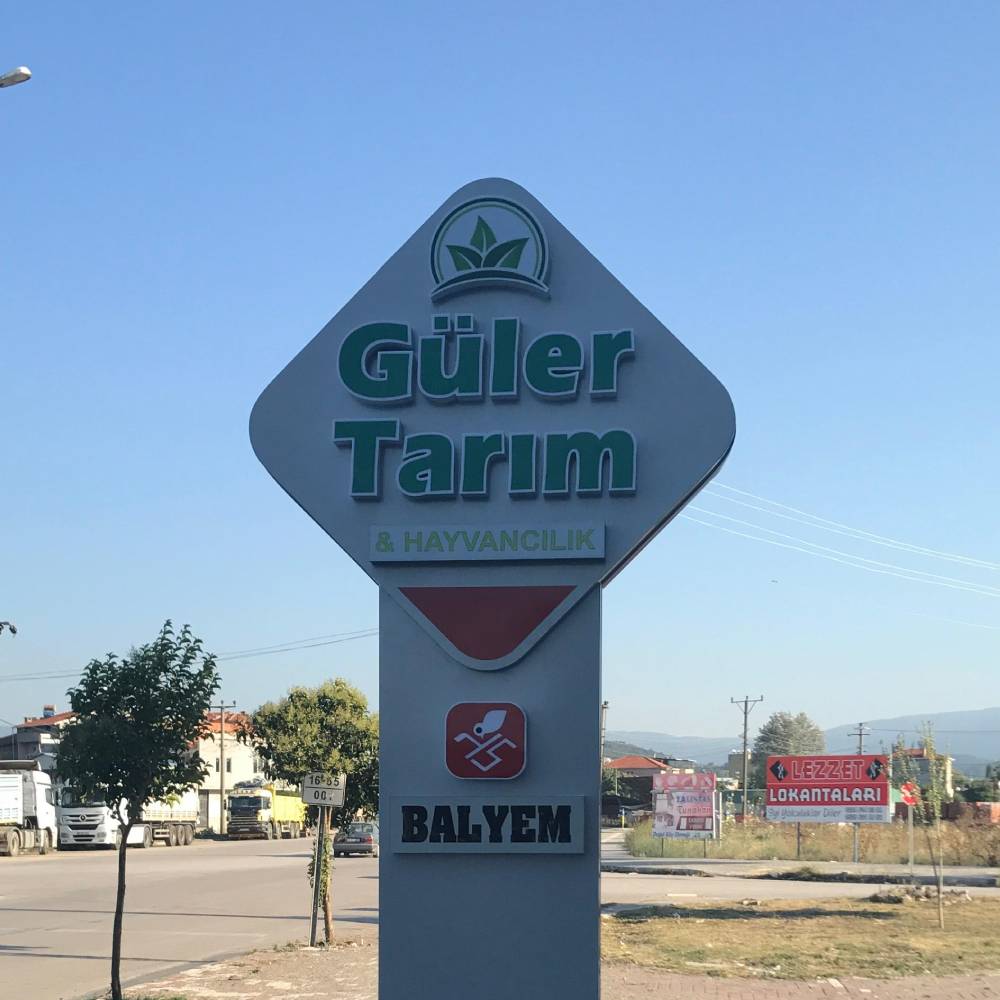 Güler
Tarım
& HAYVANCILIK
BALYEM
LEZZET
LOKANTALARI